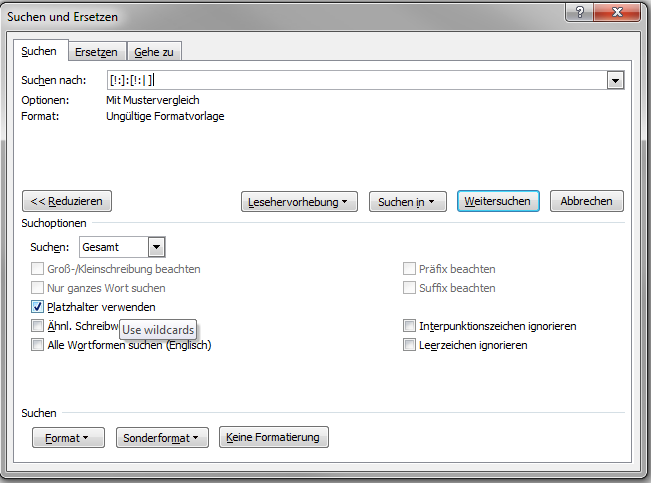 Suchen und Ersetzen
Suchen Ersetzen Gehe zu
Suchen nach: [!:]:[!:| ]
Optionen: Mit Mustervergleich
Format: Ungültige Formatvorlage
<< Reduzieren Lesehervorhebung Suchen in Weitersuchen Abbrechen
Suchoptionen
Suchen: Gesamt
Groß-/Kleinschreibung beachten Präfix beachten
Nur ganzes Wort suchen Suffix beachten
Platzhalter verwenden
Ähnl. Schreibw Use wildcards Interpunktionszeichen ignorieren
Alle Wortformen suchen (Englisch) Leerzeichen ignorieren
Suchen
Format Sonderformat Keine Formatierung